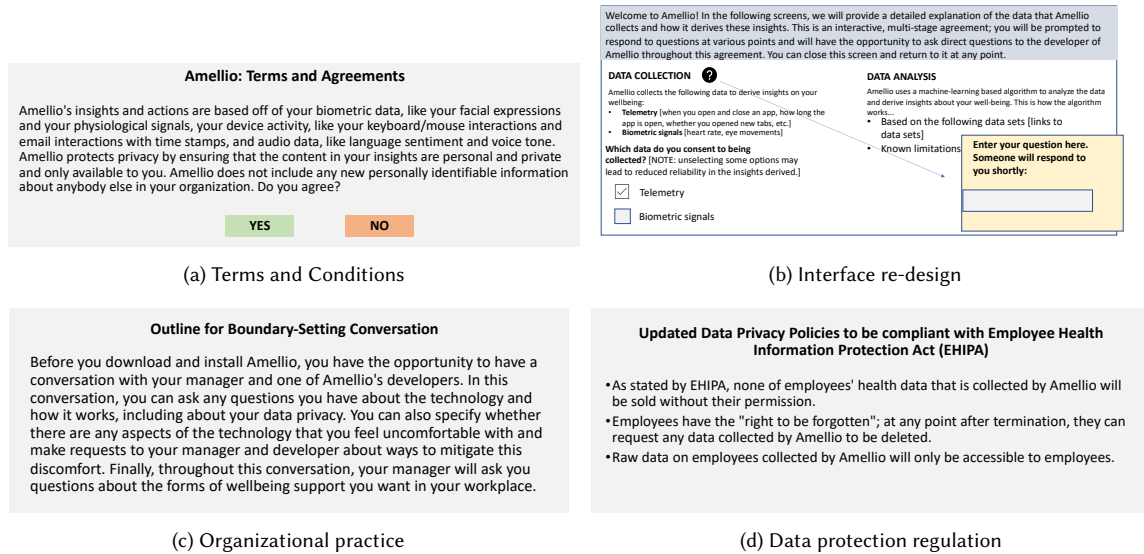 Amellio: Terms and Agreements
Amellio's insights and actions are based off of your biometric data, like your facial expressions
and your physiological signals, your device activity, like your keyboard/mouse interactions and
email interactions with time stamps, and audio data, like language sentiment and voice tone.
Amellio protects privacy by ensuring that the content in your insights are personal and private
and only available to you. Amellio does not include any new personally identifiable information
about anybody else in your organization. Do you agree?
YES
NO
(a) Terms and Conditions
Welcome to Amellio! In the following screens, we will provide a detailed explanation of the data that Amellio
collects and how it derives these insights. This is an interactive, multi-stage agreement; you will be prompted to
respond to questions at various points and will have the opportunity to ask direct questions to the developer of
Amellio throughout this agreement. You can close this screen and return to it at any point.
DATA COLLECTION ?
Amellio collects the following data to derive insights on your
wellbeing:
• Telemetry [when you open and close an app, how long the
app is open, whether you opened new tabs, etc.]
• Biometric signals [heart rate, eye movements]
Which data do you consent to being
collected? [NOTE: unselecting some options may
lead to reduced reliability in the insights derived.]
Telemetry
Biometric signals
DATA ANALYSIS
Amellio uses a machine-learning based algorithm to analyze the data
and derive insights about your well-being. This is how the algorithm
works...
• Based on the following data sets [links to
data sets]
• Known limitations
Enter your question here.
Someone will respond to
you shortly:
(b) Interface re-design
Outline for Boundary-Setting Conversation
Before you download and install Amellio, you have the opportunity to have a
conversation with your manager and one of Amellio's developers. In this
conversation, you can ask any questions you have about the technology and
how it works, including about your data privacy. You can also specify whether
there are any aspects of the technology that you feel uncomfortable with and
make requests to your manager and developer about ways to mitigate this
discomfort. Finally, throughout this conversation, your manager will ask you
questions about the forms of wellbeing support you want in your workplace.
(c) Organizational practice
Updated Data Privacy Policies to be compliant with Employee Health
Information Protection Act (EHIPA)
•As stated by EHIPA, none of employees' health data that is collected by Amellio will
be sold without their permission.
•Employees have the "right to be forgotten"; at any point after termination, they can
request any data collected by Amellio to be deleted.
•Raw data on employees collected by Amellio will only be accessible to employees.
(d) Data protection regulation